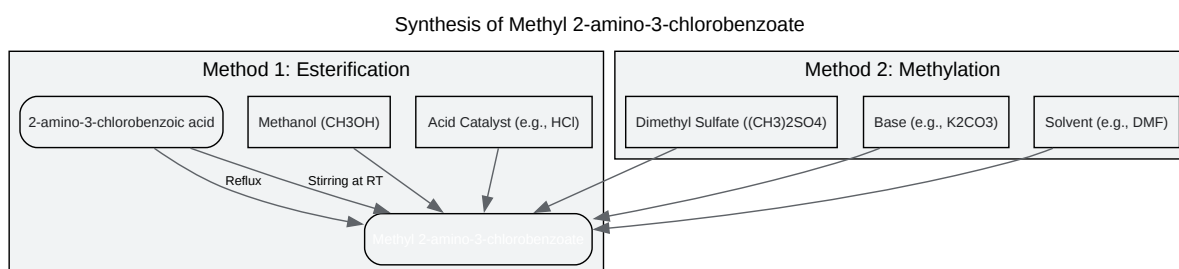 Synthesis of Methyl 2-amino-3-chlorobenzoate
Method 1: Esterification
Method 2: Methylation
2-amino-3-chlorobenzoic acid
Methanol (CH3OH)
Acid Catalyst (e.g., HCl)
Dimethyl Sulfate ((CH3)2SO4)
Base (e.g., K2CO3)
Solvent (e.g., DMF)
Reflux
Stirring at RT
Methyl 2-amino-3-chlorobenzoate